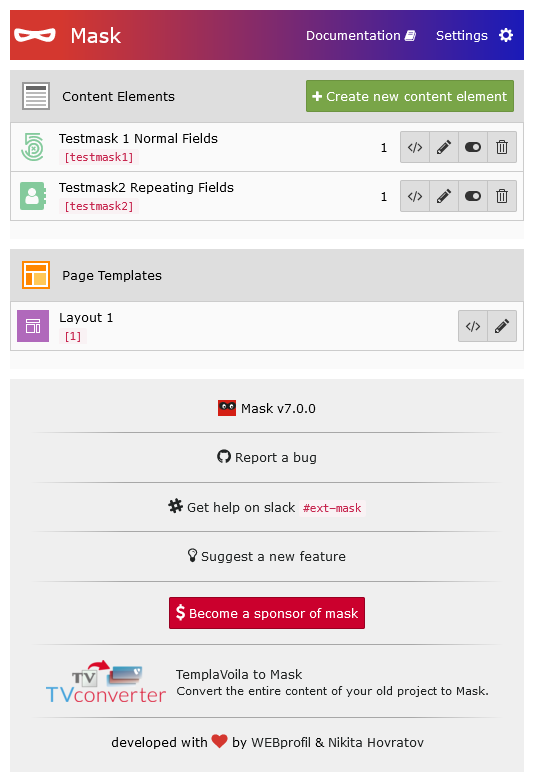 Mask
Documentation
Settings
Content Elements
Create new content element
Testmask 1 Normal Fields
[testmask1]
1
Testmask2 Repeating Fields
[testmask2]
1
Page Templates
Layout 1
[1]
Mask v7.0.0
Report a bug
Get help on slack #ext-mask
Suggest a new feature
$ Become a sponsor of mask
TV
TVconverter
TemplaVoila to Mask
Convert the entire content of your old project to Mask.
developed with ❤ by WEBprofil & Nikita Hovratov